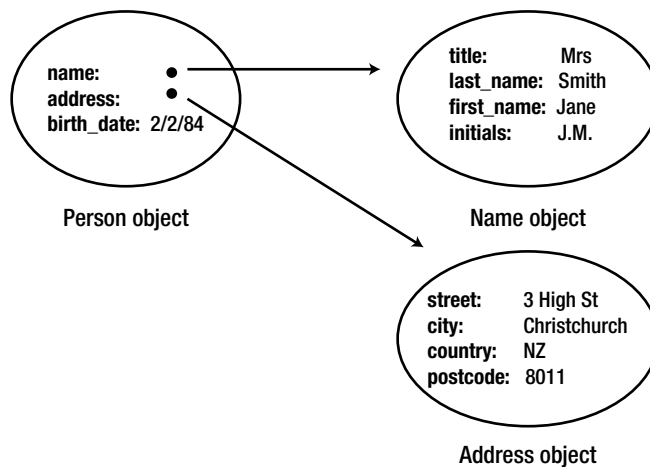 name:
address:
birth_date: 2/2/84
Person object
title: Mrs
last_name: Smith
first_name: Jane
initials: J.M.
Name object
street: 3 High St
city: Christchurch
country: NZ
postcode: 8011
Address object